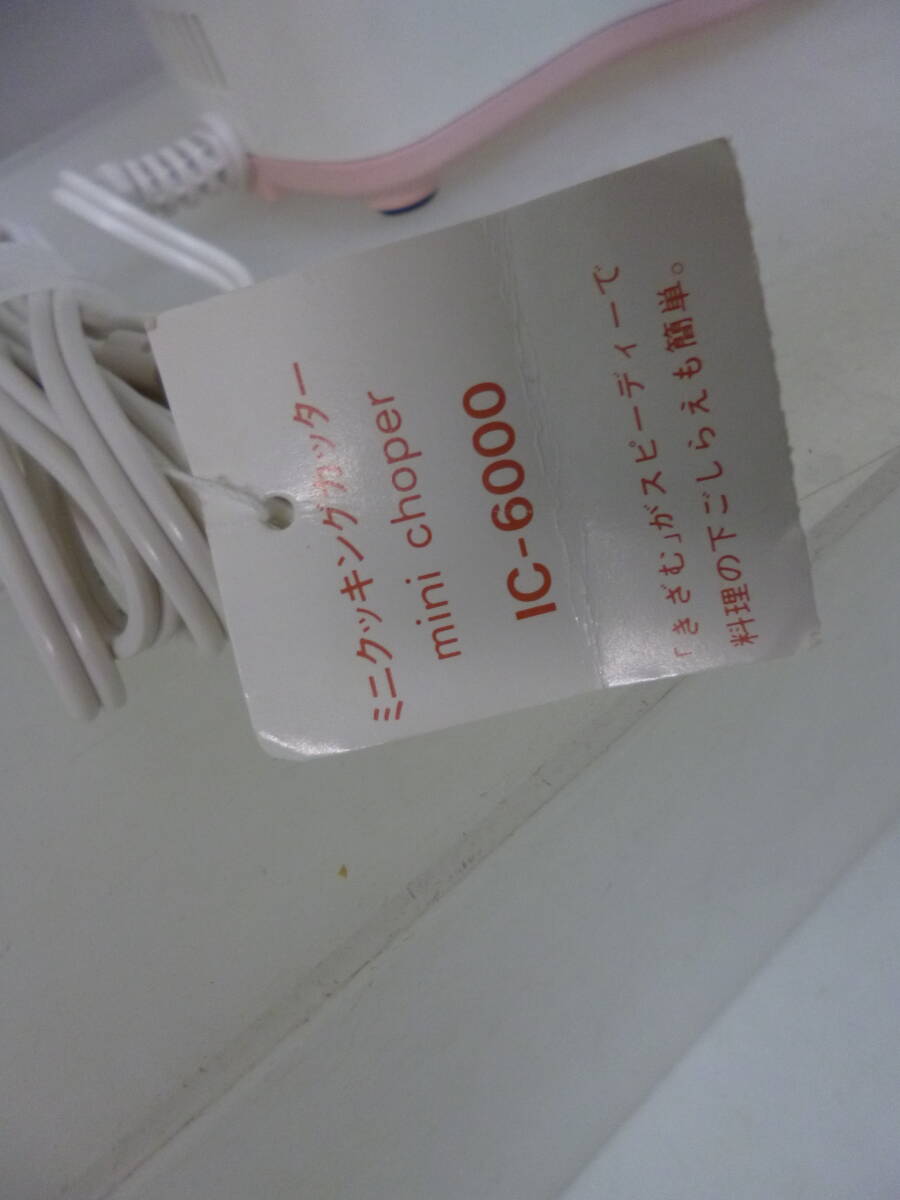 ミニクッキングカッター
mini choper
IC-6000
「きざむ」がスピーディーで
料理の下ごしらえも簡単。